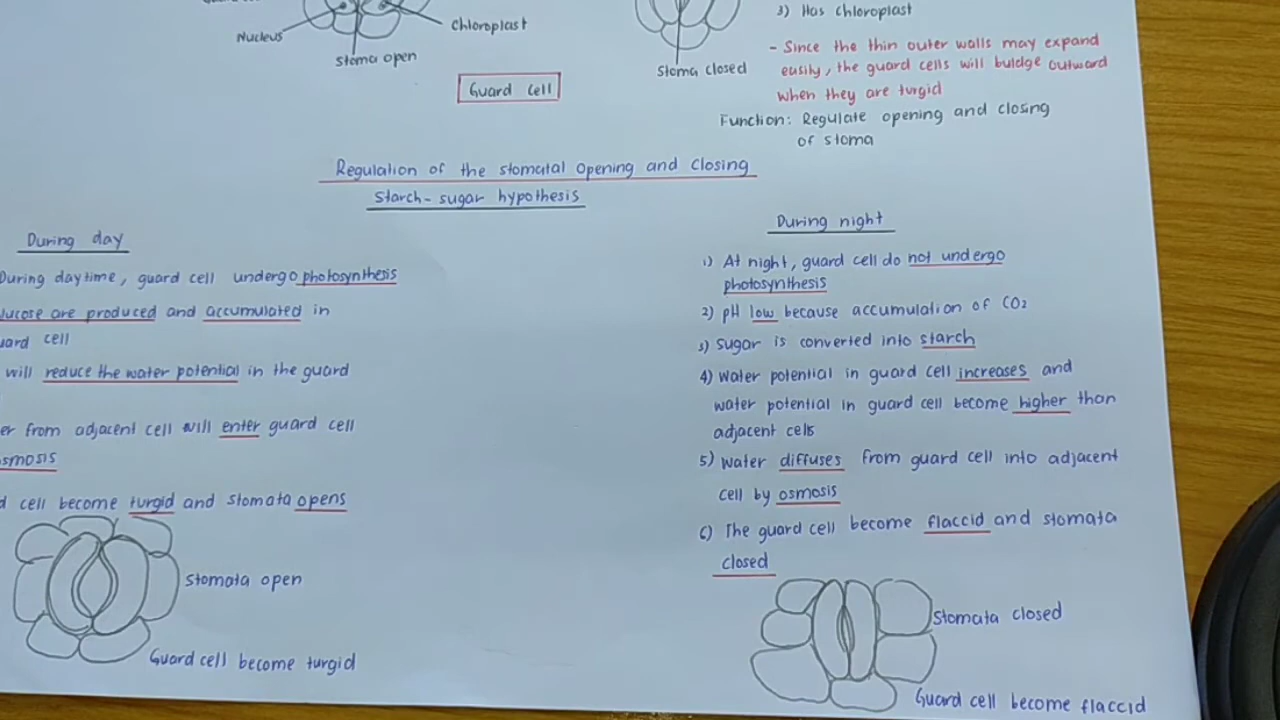 Nucleus
Chloroplast
Stoma open
Guard cell
Stoma closed
3) Has chloroplast
- Since the thin outer walls may expand
easily, the guard cells will buldge outward
when they are turgid
Function: Regulate opening and closing
of stoma
Regulation of the stomatal opening and closing
Starch-sugar hypothesis
During day
During daytime, guard cell undergo photosynthesis
are produced and accumulated in
cell
will reduce the water potential in the guard
from adjacent cell will enter guard cell
cell become turgid and stomata opens
Stomata open
Guard cell become turgid
During night
1) At night, guard cell do not undergo
photosynthesis
2) pH low because accumulation of CO2
3) Sugar is converted into starch
4) Water potential in guard cell increases and
water potential in guard cell become higher than
adjacent cells
5) Water diffuses from guard cell into adjacent
cell by osmosis
6) The guard cell become flaccid and stomata
closed
Stomata closed
Guard cell become flaccid